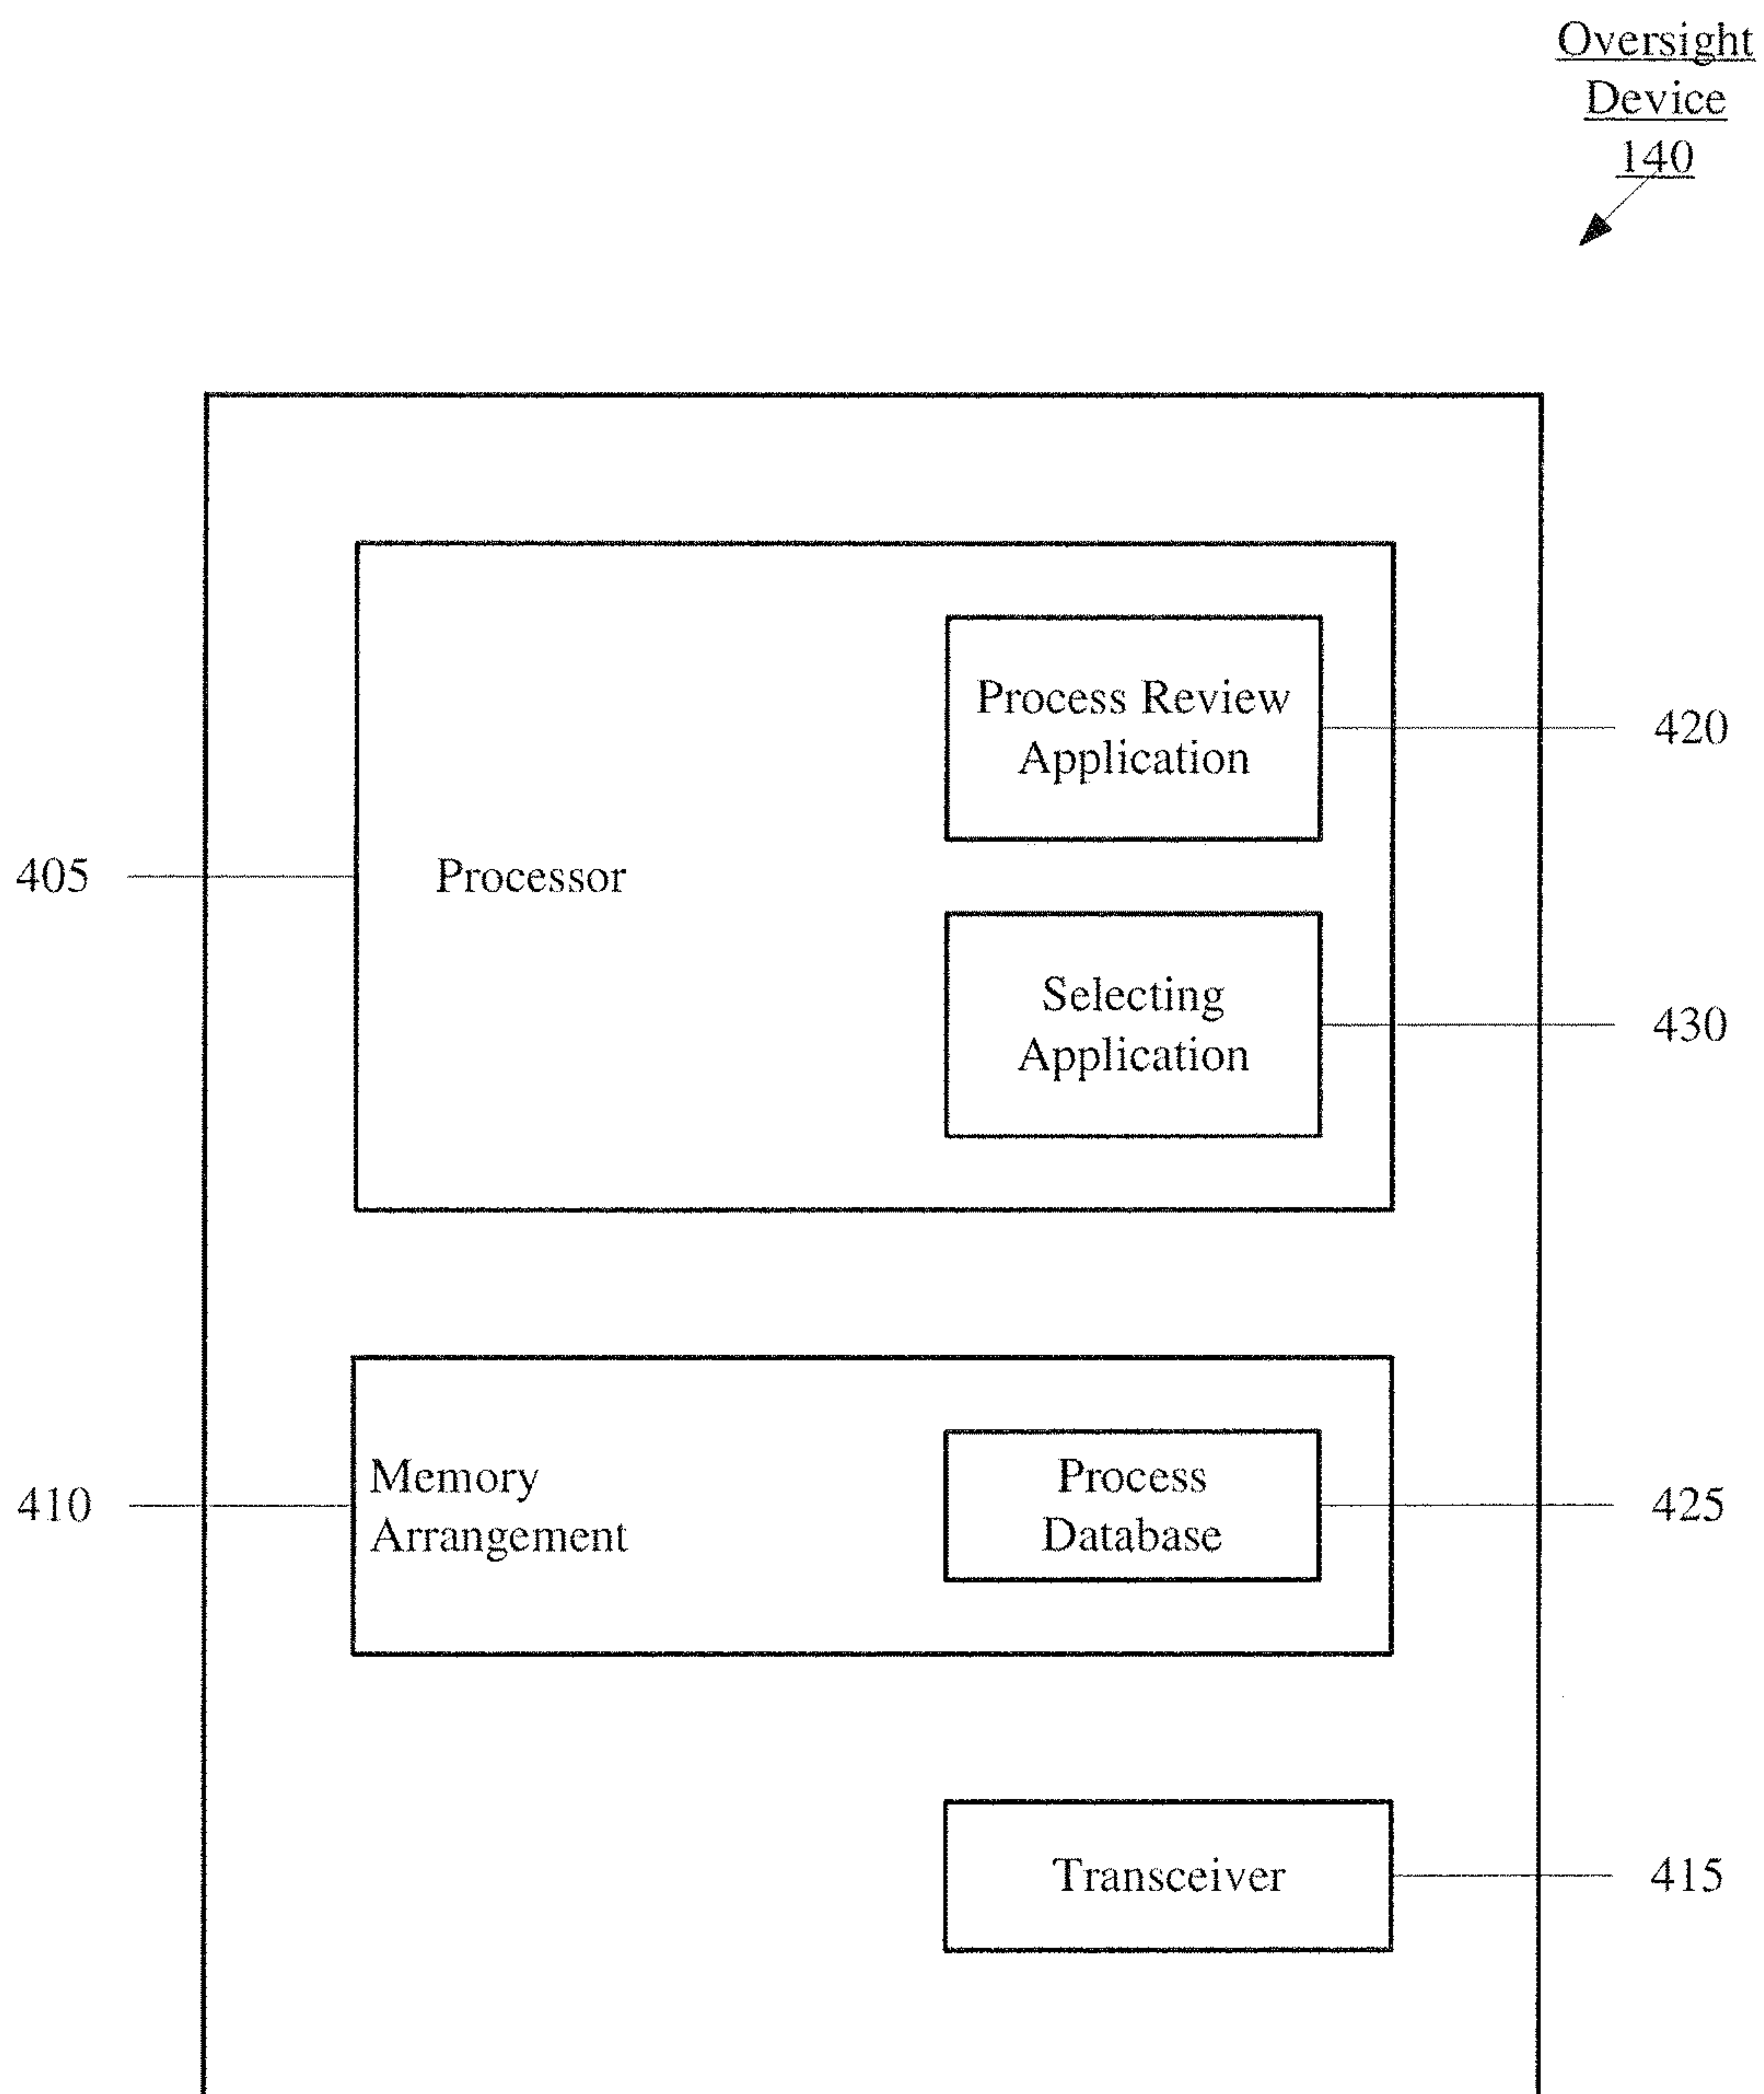 Oversight
Device
140
Process Review
Application
420
405
Processor
Selecting
Application
430
Memory
Arrangement
410
Process
Database
425
Transceiver
415